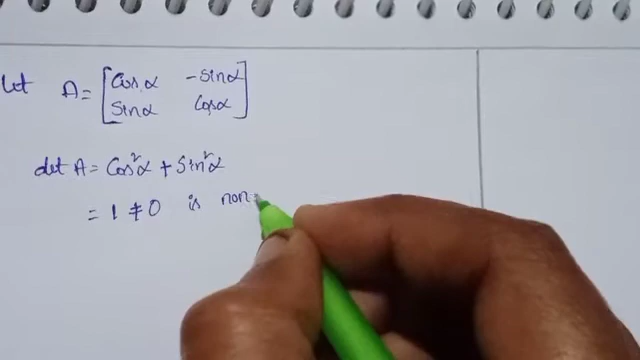 let A = [cosα -sinα
sinα cosα]
det A = cos²α + sin²α
= 1 ≠ 0 is non-